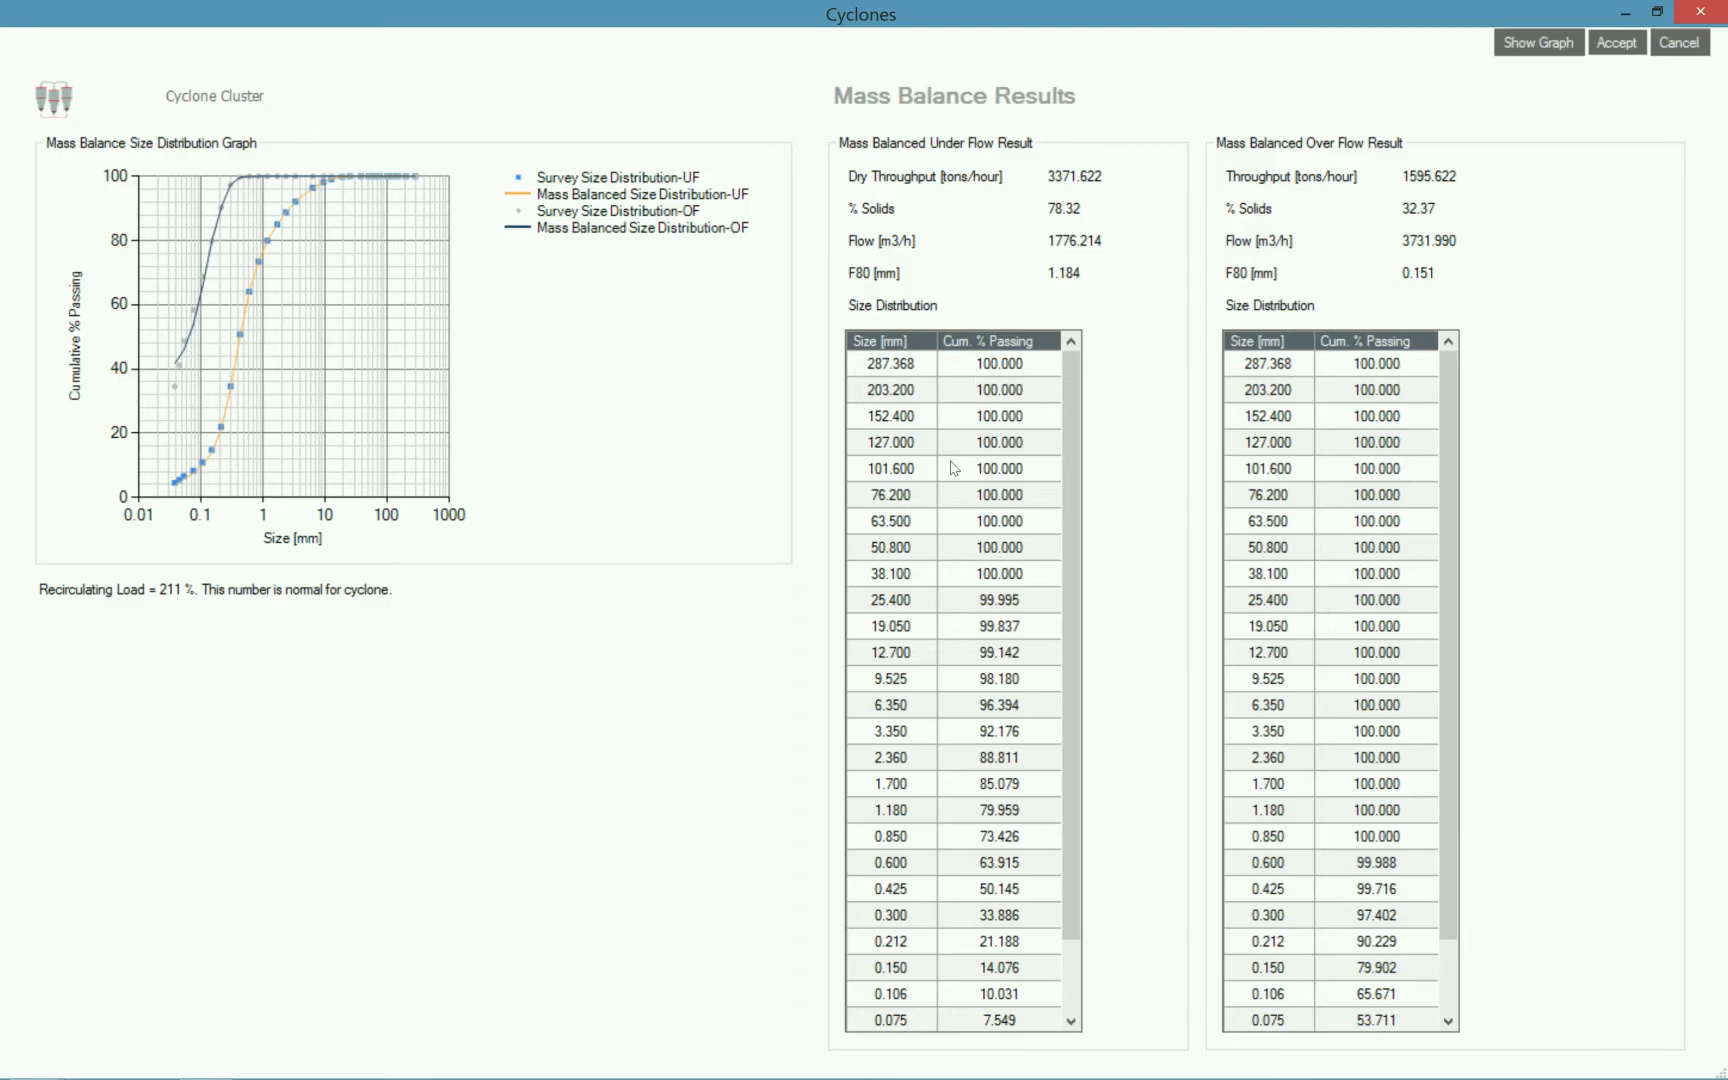 Cyclones
Show Graph Accept Cancel
Cyclone Cluster
Mass Balance Size Distribution Graph
100
80
60
40
20
0
Cumulative % Passing
0.01 0.1 1 10 100 1000
Size [mm]
Survey Size Distribution-UF
Mass Balanced Size Distribution-UF
Survey Size Distribution-OF
Mass Balanced Size Distribution-OF
Recirculating Load = 211 %. This number is normal for cyclone.
Mass Balance Results
Mass Balanced Under Flow Result
Dry Throughput [tons/hour] 3371.622
% Solids 78.32
Flow [m3/h] 1776.214
F80 [mm] 1.184
Size Distribution
Size [mm] Cum. % Passing
287.368 100.000
203.200 100.000
152.400 100.000
127.000 100.000
101.600 100.000
76.200 100.000
63.500 100.000
50.800 100.000
38.100 100.000
25.400 99.995
19.050 99.837
12.700 99.142
9.525 98.180
6.350 96.394
3.350 92.176
2.360 88.811
1.700 85.079
1.180 79.959
0.850 73.426
0.600 63.915
0.425 50.145
0.300 33.886
0.212 21.188
0.150 14.076
0.106 10.031
0.075 7.549
Mass Balanced Over Flow Result
Throughput [tons/hour] 1595.622
% Solids 32.37
Flow [m3/h] 3731.990
F80 [mm] 0.151
Size Distribution
Size [mm] Cum. % Passing
287.368 100.000
203.200 100.000
152.400 100.000
127.000 100.000
101.600 100.000
76.200 100.000
63.500 100.000
50.800 100.000
38.100 100.000
25.400 100.000
19.050 100.000
12.700 100.000
9.525 100.000
6.350 100.000
3.350 100.000
2.360 100.000
1.700 100.000
1.180 100.000
0.850 100.000
0.600 99.988
0.425 99.716
0.300 97.402
0.212 90.229
0.150 79.902
0.106 65.671
0.075 53.711